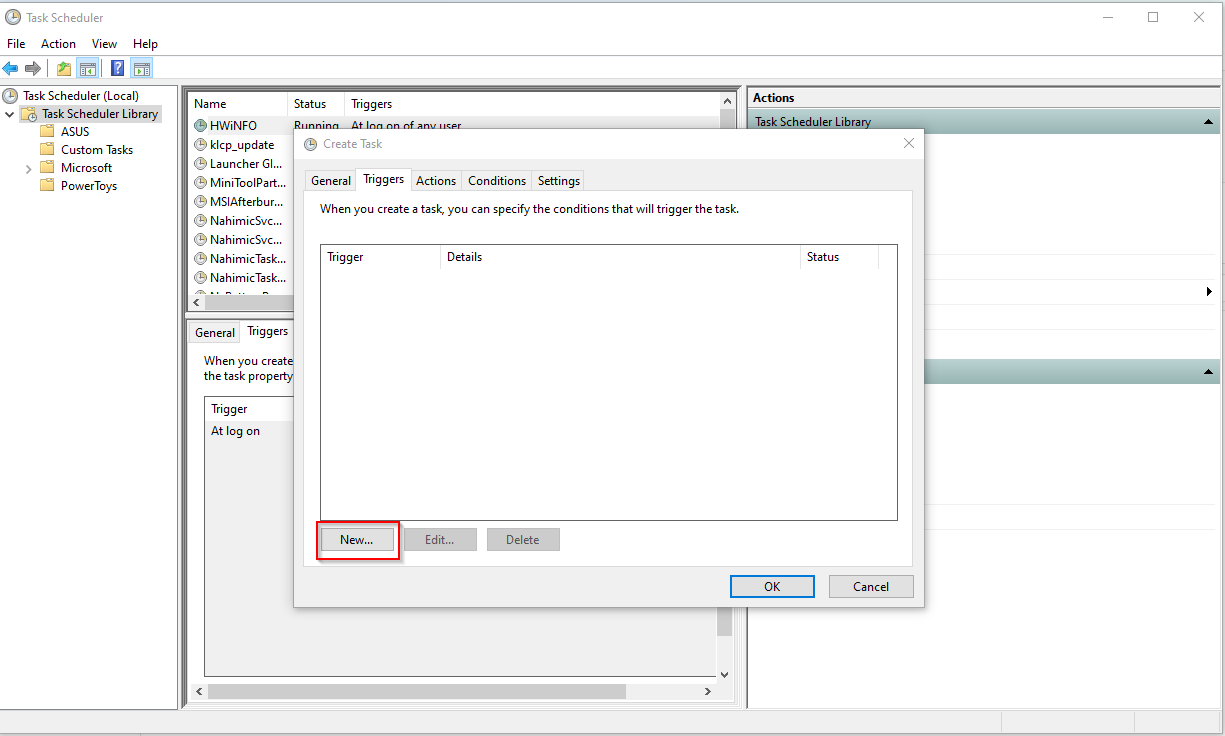 Task Scheduler
File Action View Help
Task Scheduler (Local)
Task Scheduler Library
ASUS
Custom Tasks
Microsoft
PowerToys
Name Status Triggers
HWiNFO Running At log on of any user
klcp_update
Launcher GI...
MiniToolPart...
MSIAfterbur...
NahimicSvc...
NahimicSvc...
NahimicTask...
NahimicTask...
General Triggers
When you create
the task property
Trigger
At log on
Create Task
General Triggers Actions Conditions Settings
When you create a task, you can specify the conditions that will trigger the task.
Trigger Details Status
New... Edit... Delete
OK Cancel
Actions
Task Scheduler Library